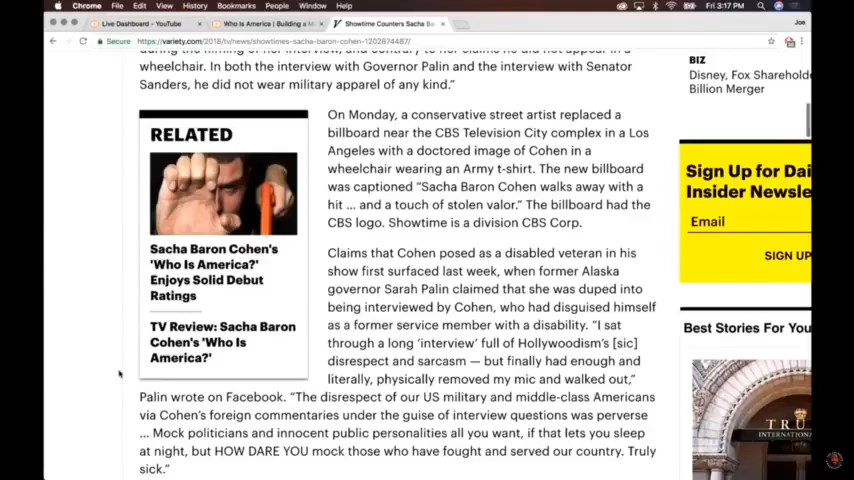 Chrome File Edit View History Bookmarks People Window Help
Fri 3:17 PM
Live Dashboard - YouTube
Who Is America | Building a M
Showtime Counters Sacha Ba
Joe
Secure https://variety.com/2018/tv/news/showtimes-sacha-baron-cohen-1202874487/
wheelchair. In both the interview with Governor Palin and the interview with Senator
Sanders, he did not wear military apparel of any kind.”
RELATED
Sacha Baron Cohen's
'Who Is America?'
Enjoys Solid Debut
Ratings
TV Review: Sacha Baron
Cohen's 'Who Is
America?'
On Monday, a conservative street artist replaced a
billboard near the CBS Television City complex in a Los
Angeles with a doctored image of Cohen in a
wheelchair wearing an Army t-shirt. The new billboard
was captioned “Sacha Baron Cohen walks away with a
hit ... and a touch of stolen valor.” The billboard had the
CBS logo. Showtime is a division CBS Corp.
Claims that Cohen posed as a disabled veteran in his
show first surfaced last week, when former Alaska
governor Sarah Palin claimed that she was duped into
being interviewed by Cohen, who had disguised himself
as a former service member with a disability. “I sat
through a long ‘interview’ full of Hollywoodism’s [sic]
disrespect and sarcasm — but finally had enough and
literally, physically removed my mic and walked out,”
Palin wrote on Facebook. “The disrespect of our US military and middle-class Americans
via Cohen’s foreign commentaries under the guise of interview questions was perverse
... Mock politicians and innocent public personalities all you want, if that lets you sleep
at night, but HOW DARE YOU mock those who have fought and served our country. Truly
sick.”
BIZ
Disney, Fox Sharehold
Billion Merger
Sign Up for Dai
Insider Newsle
Email
SIGN UP
Best Stories For You
TRU
INTERNATIONA